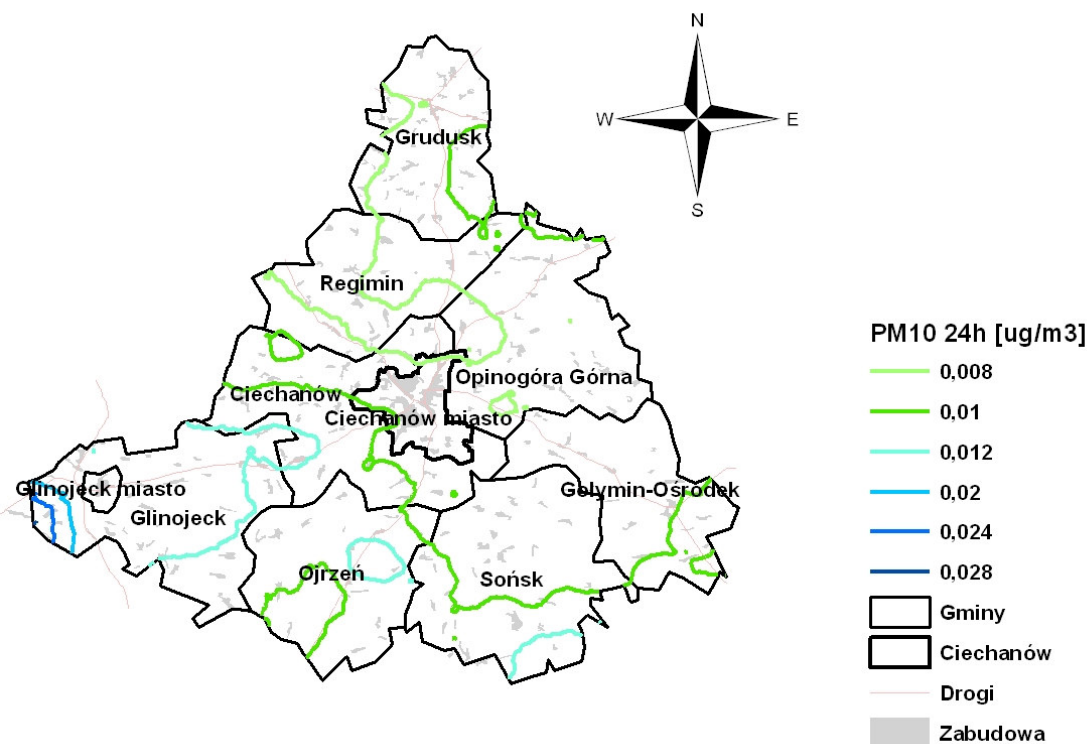 N
W
E
S
Grudusk
Regimin
Opinogóra Górna
Ciechanów
Ciechanów miasto
Glinojeck miasto
Glinojeck
Gołymin-Ośródek
Ojrzeń
Sońsk
PM10 24h [ug/m3]
0,008
0,01
0,012
0,02
0,024
0,028
Gminy
Ciechanów
Drogi
Zabudowa